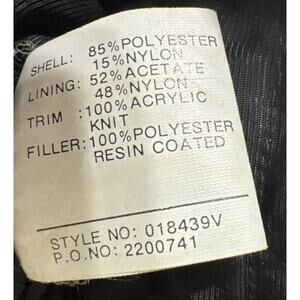 SHELL: 85%POLYESTER
15%NYLON
LINING: 52%ACETATE
48%NYLON
TRIM :100%ACRYLIC
KNIT
FILLER:100%POLYESTER
RESIN COATED
STYLE NO: 018439V
P.O.NO: 2200741